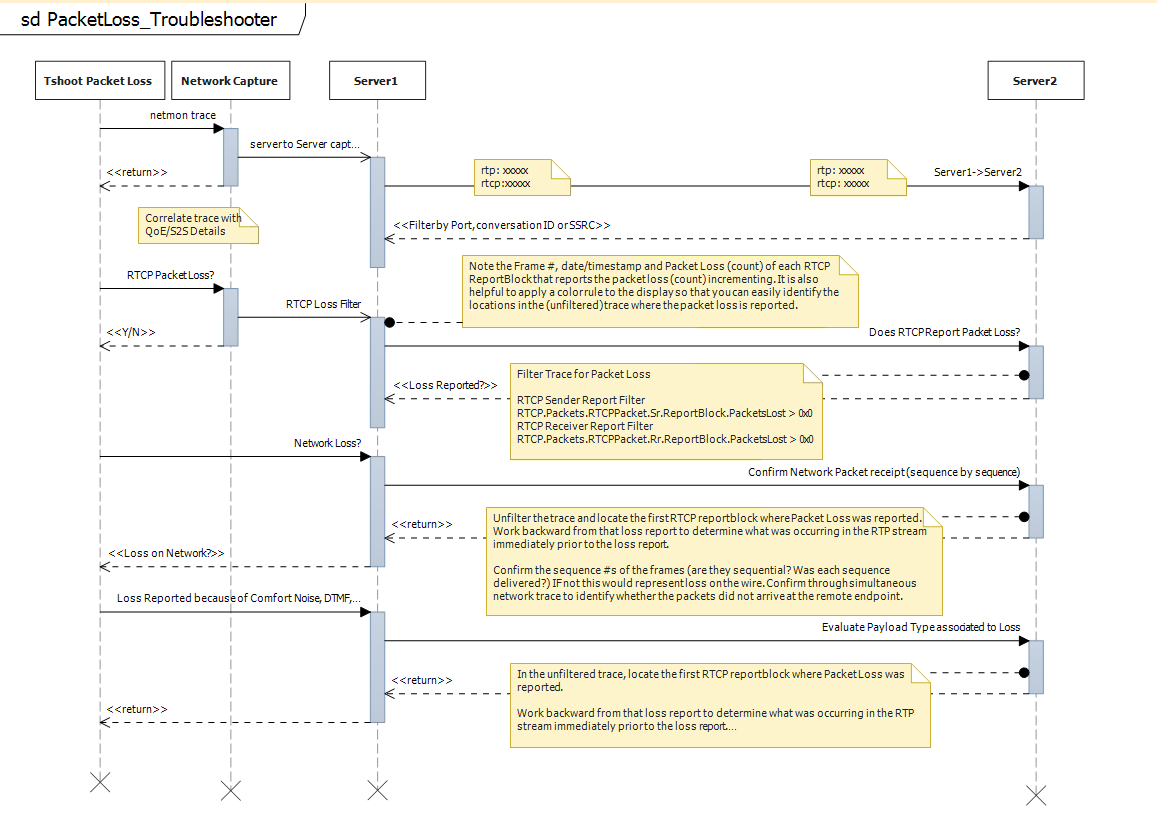 sd PacketLoss_Troubleshooter
Tshoot Packet Loss
Network Capture
Server1
Server2
netmon trace
server to Server capt...
<<return>>
rtp: xxxxx
rtcp:xxxxx
rtp: xxxxx
rtcp: xxxxx
Server1->Server2
Correlate trace with
QoE/S2S Details
<<Filter by Port, conversation ID or SSRC>>
RTCP Packet Loss?
Note the Frame #, date/timestamp and Packet Loss (count) of each RTCP
ReportBlock that reports the packet loss (count) incrementing. It is also
helpful to apply a color rule to the display so that you can easily identify the
locations in the (unfiltered) trace where the packet loss is reported.
RTCP Loss Filter
<<Y/N>>
Does RTCP Report Packet Loss?
Filter Trace for Packet Loss
RTCP Sender Report Filter
RTCP.Packets.RTCPPacket.Sr.ReportBlock.PacketsLost > 0x0
RTCP Receiver Report Filter
RTCP.Packets.RTCPPacket.Rr.ReportBlock.PacketsLost > 0x0
<<Loss Reported?>>
Network Loss?
Confirm Network Packet receipt (sequence by sequence)
<<return>>
Unfilter the trace and locate the first RTCP reportblock where Packet Loss was reported.
Work backward from that loss report to determine what was occurring in the RTP stream
immediately prior to the loss report.
Confirm the sequence #s of the frames (are they sequential? Was each sequence
delivered?) IF not this would represent loss on the wire. Confirm through simultaneous
network trace to identify whether the packets did not arrive at the remote endpoint.
<<Loss on Network?>>
Loss Reported because of Comfort Noise, DTMF,...
Evaluate Payload Type associated to Loss
<<return>>
In the unfiltered trace, locate the first RTCP reportblock where Packet Loss was
reported.
Work backward from that loss report to determine what was occurring in the RTP
stream immediately prior to the loss report....
<<return>>